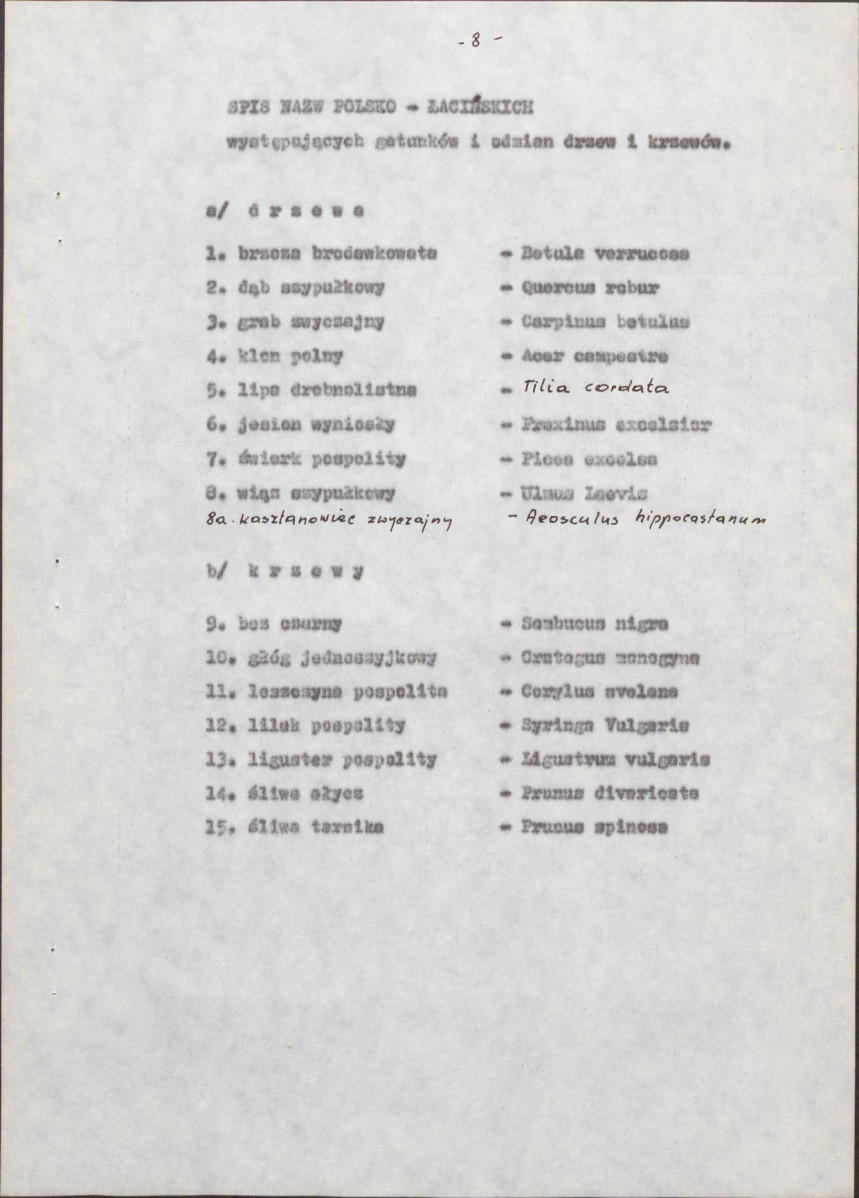 - 8 -
SPIS NAZW POLSKO - ŁACIŃSKICH
występujących gatunków i odmian drzew i krzewów.
a/ d r z e w a
1. brzoza brodawkowata - Betula verrucosa
2. dąb szypułkowy - Quercus robur
3. grab zwyczajny - Carpinus betulus
4. klon polny - Acer campestre
5. lipa drobnolistna - Tilia cordata
6. jesion wyniosły - Fraxinus excelsior
7. świerk pospolity - Picea excelsa
8. wiąz szypułkowy - Ulmus Laevis
8a. kasztanowiec zwyczajny - Aeosculus hippocastanum
b/ k r z e w y
9. bez czarny - Sambucus nigra
10. głóg jednoszyjkowy - Crategus monogyna
11. leszczyna pospolita - Corylus avelana
12. lilak pospolity - Syringa Vulgaris
13. liguster pospolity - Ligustrum vulgaris
14. śliwa ałycz - Prunus divaricata
15. śliwa tarnika - Prunus spinosa